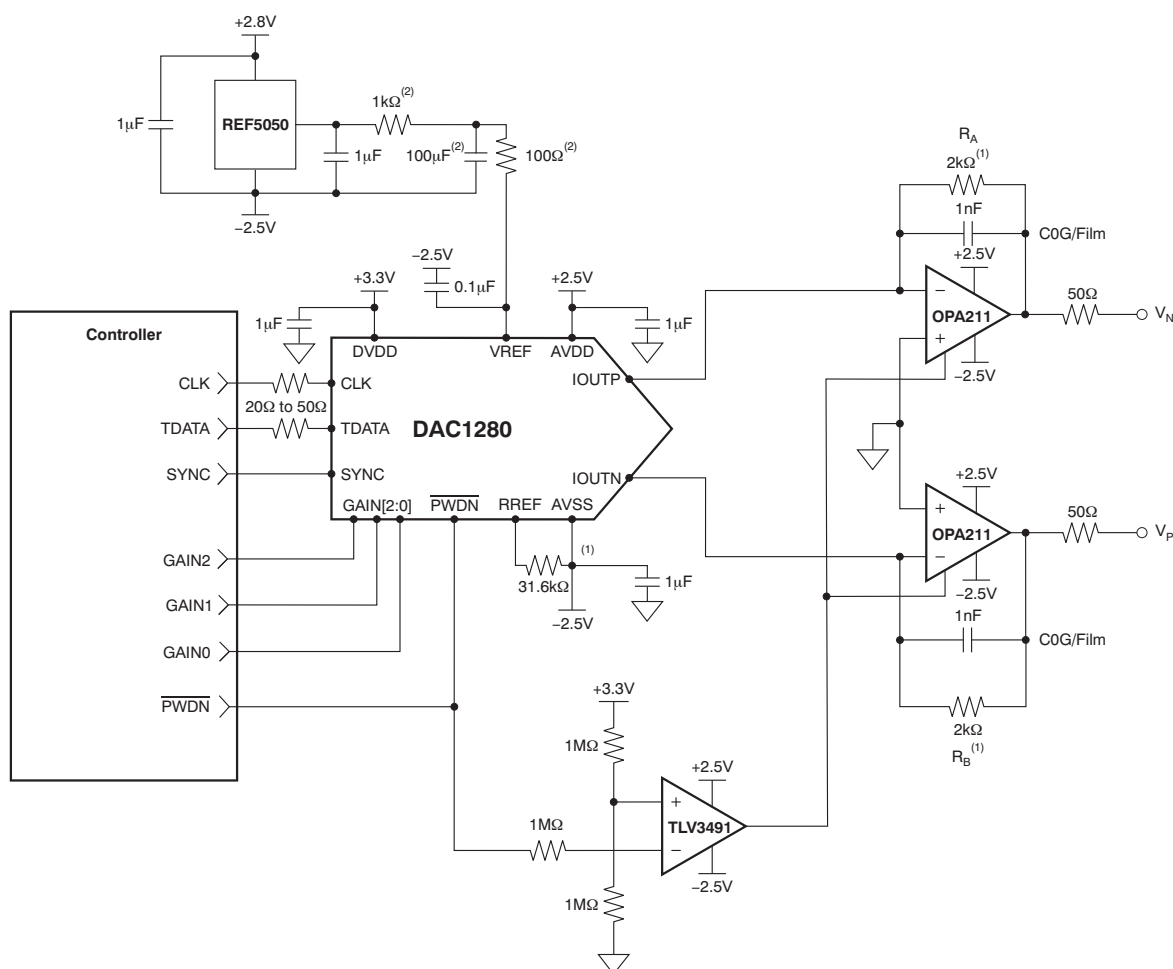 +2.8V
REF5050
1μF
1kΩ(2)
1μF
100μF(2)
100Ω(2)
−2.5V
RA
2kΩ(1)
1nF
C0G/Film
+2.5V
OPA211
−
+
−2.5V
50Ω
VN
−2.5V
0.1μF
+3.3V
1μF
+2.5V
1μF
Controller
DVDD
VREF
AVDD
CLK
20Ω to 50Ω
CLK
IOUTP
TDATA
TDATA
DAC1280
SYNC
SYNC
IOUTN
GAIN[2:0]
PWDN
RREF
AVSS
+2.5V
+
OPA211
−
−2.5V
50Ω
VP
GAIN2
31.6kΩ
(1)
1μF
−2.5V
GAIN1
GAIN0
PWDN
1nF
C0G/Film
2kΩ
RB(1)
+3.3V
1MΩ
+2.5V
+
TLV3491
−
1MΩ
−2.5V
1MΩ